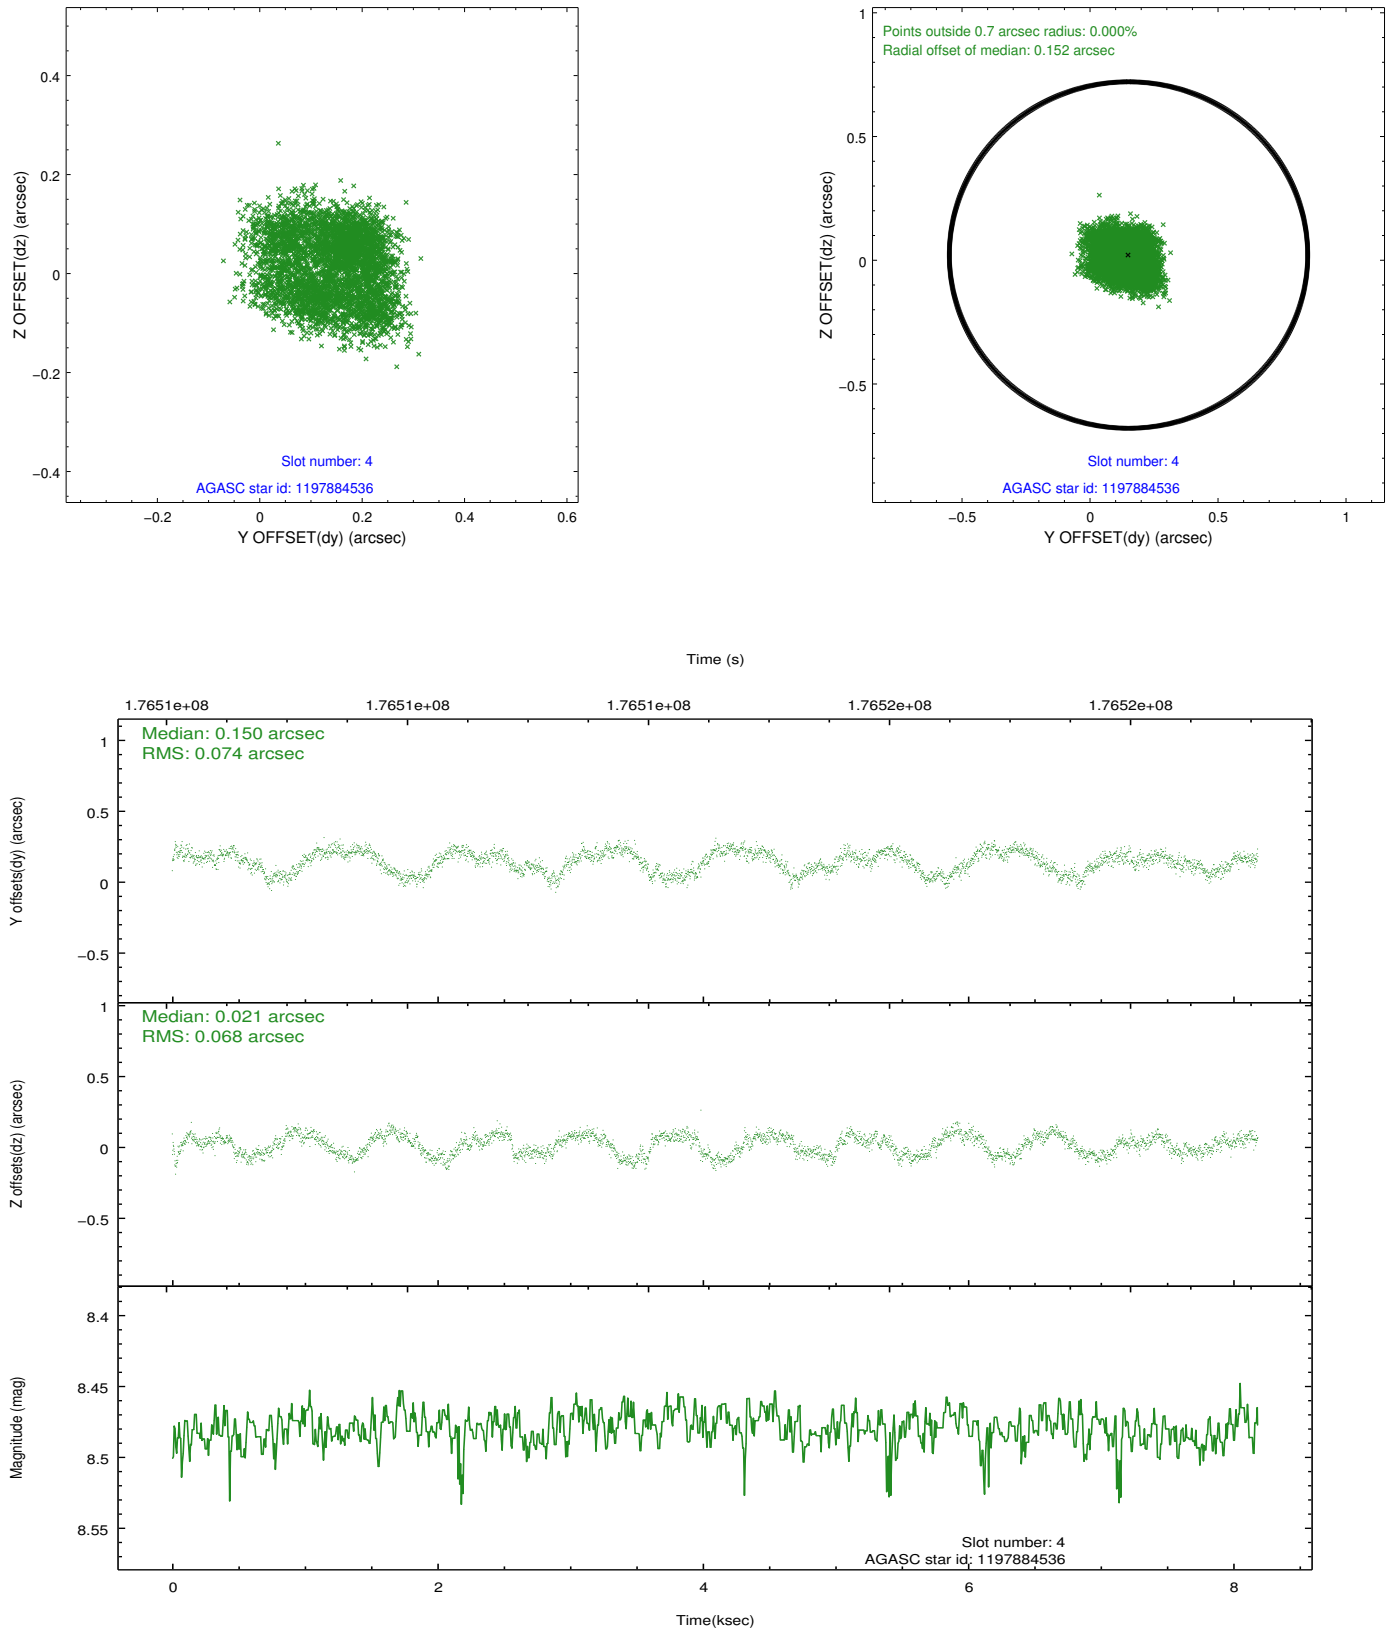 0.4
0.2
0
−0.2
−0.4
Z OFFSET(dz) (arcsec)
Slot number: 4
AGASC star id: 1197884536
−0.2
0
0.2
0.4
0.6
Y OFFSET(dy) (arcsec)
Points outside 0.7 arcsec radius: 0.000%
Radial offset of median: 0.152 arcsec
1
0.5
0
−0.5
Z OFFSET(dz) (arcsec)
Slot number: 4
AGASC star id: 1197884536
−0.5
0
0.5
1
Y OFFSET(dy) (arcsec)
Time (s)
1.7651e+08
1.7651e+08
1.7651e+08
1.7652e+08
1.7652e+08
Median: 0.150 arcsec
RMS: 0.074 arcsec
1
0.5
0
−0.5
Y offsets(dy) (arcsec)
Median: 0.021 arcsec
RMS: 0.068 arcsec
1
0.5
0
−0.5
Z offsets(dz) (arcsec)
8.4
8.45
8.5
8.55
Magnitude (mag)
Slot number: 4
AGASC star id: 1197884536
0
2
4
6
8
Time(ksec)